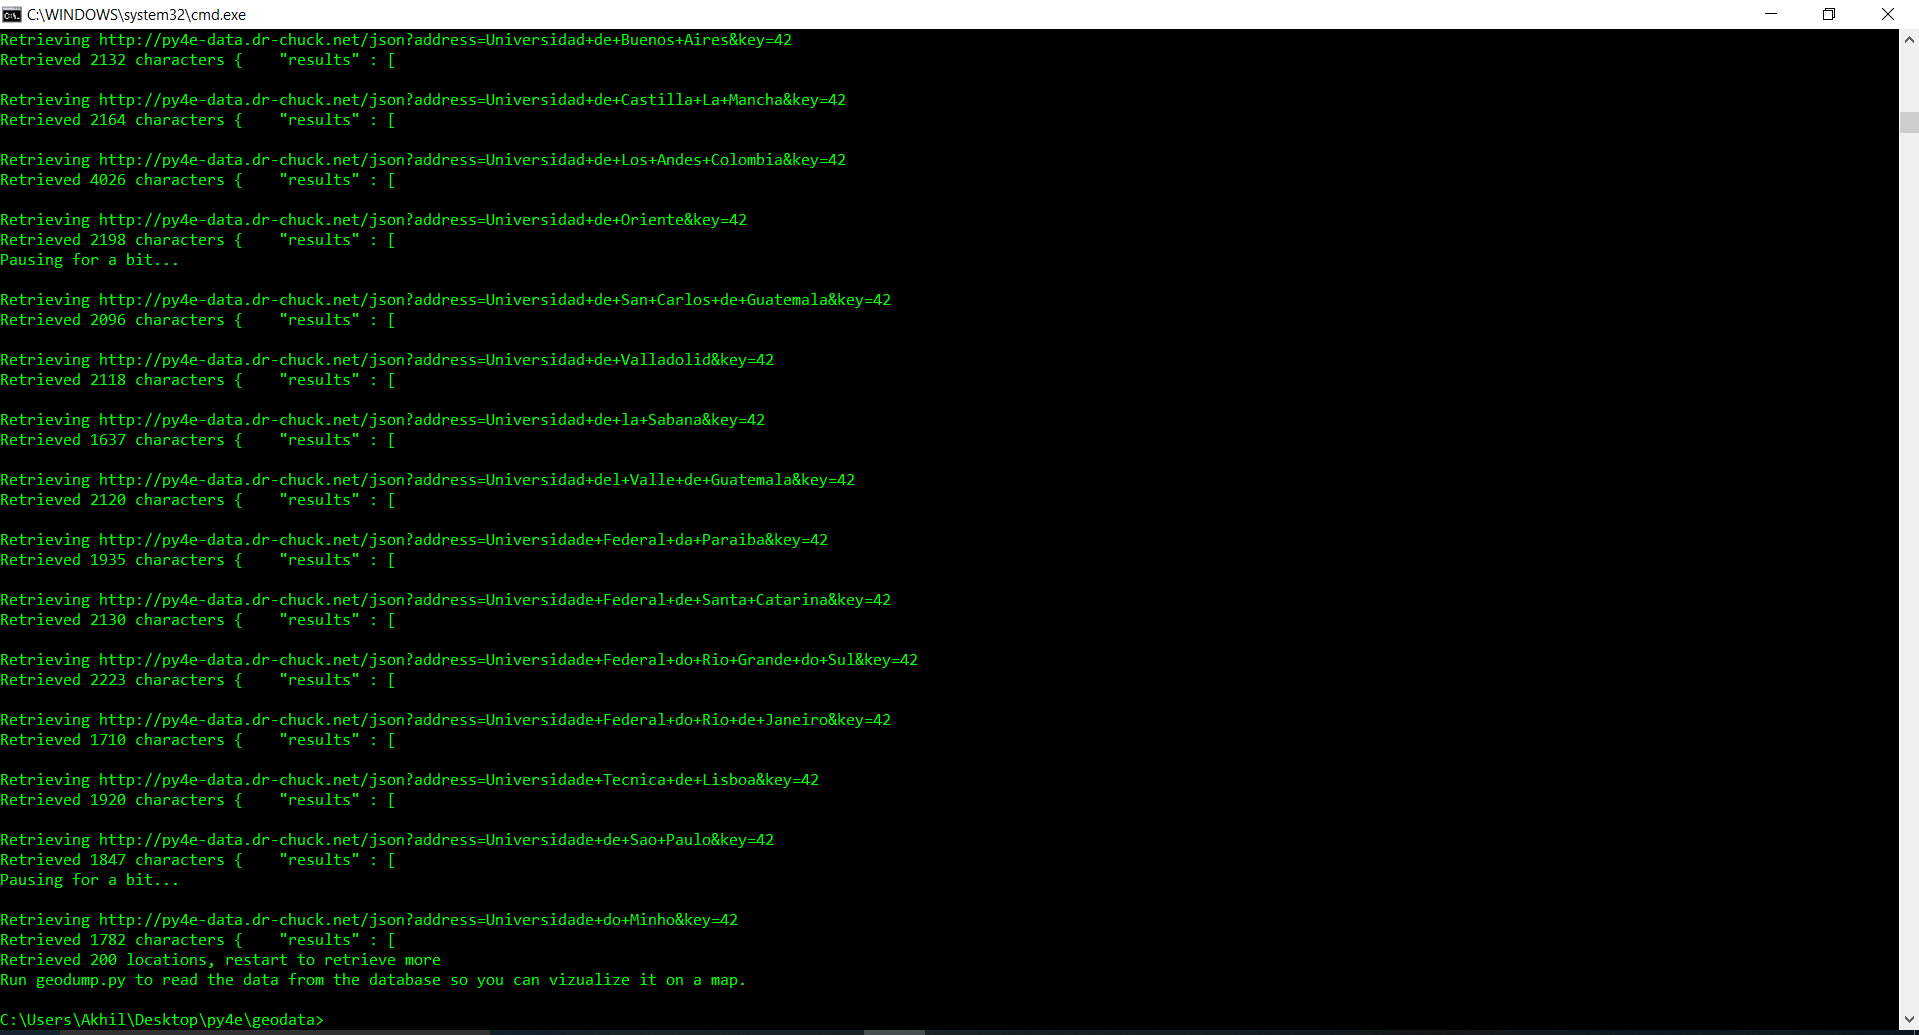 C:\WINDOWS\system32\cmd.exe
Retrieving http://py4e-data.dr-chuck.net/json?address=Universidad+de+Buenos+Aires&key=42
Retrieved 2132 characters {    "results" : [
Retrieving http://py4e-data.dr-chuck.net/json?address=Universidad+de+Castilla+La+Mancha&key=42
Retrieved 2164 characters {    "results" : [
Retrieving http://py4e-data.dr-chuck.net/json?address=Universidad+de+Los+Andes+Colombia&key=42
Retrieved 4026 characters {    "results" : [
Retrieving http://py4e-data.dr-chuck.net/json?address=Universidad+de+Oriente&key=42
Retrieved 2198 characters {    "results" : [
Pausing for a bit...
Retrieving http://py4e-data.dr-chuck.net/json?address=Universidad+de+San+Carlos+de+Guatemala&key=42
Retrieved 2096 characters {    "results" : [
Retrieving http://py4e-data.dr-chuck.net/json?address=Universidad+de+Valladolid&key=42
Retrieved 2118 characters {    "results" : [
Retrieving http://py4e-data.dr-chuck.net/json?address=Universidad+de+la+Sabana&key=42
Retrieved 1637 characters {    "results" : [
Retrieving http://py4e-data.dr-chuck.net/json?address=Universidad+del+Valle+de+Guatemala&key=42
Retrieved 2120 characters {    "results" : [
Retrieving http://py4e-data.dr-chuck.net/json?address=Universidade+Federal+da+Paraiba&key=42
Retrieved 1935 characters {    "results" : [
Retrieving http://py4e-data.dr-chuck.net/json?address=Universidade+Federal+de+Santa+Catarina&key=42
Retrieved 2130 characters {    "results" : [
Retrieving http://py4e-data.dr-chuck.net/json?address=Universidade+Federal+do+Rio+Grande+do+Sul&key=42
Retrieved 2223 characters {    "results" : [
Retrieving http://py4e-data.dr-chuck.net/json?address=Universidade+Federal+do+Rio+de+Janeiro&key=42
Retrieved 1710 characters {    "results" : [
Retrieving http://py4e-data.dr-chuck.net/json?address=Universidade+Tecnica+de+Lisboa&key=42
Retrieved 1920 characters {    "results" : [
Retrieving http://py4e-data.dr-chuck.net/json?address=Universidade+de+Sao+Paulo&key=42
Retrieved 1847 characters {    "results" : [
Pausing for a bit...
Retrieving http://py4e-data.dr-chuck.net/json?address=Universidade+do+Minho&key=42
Retrieved 1782 characters {    "results" : [
Retrieved 200 locations, restart to retrieve more
Run geodump.py to read the data from the database so you can vizualize it on a map.
C:\Users\Akhil\Desktop\py4e\geodata>